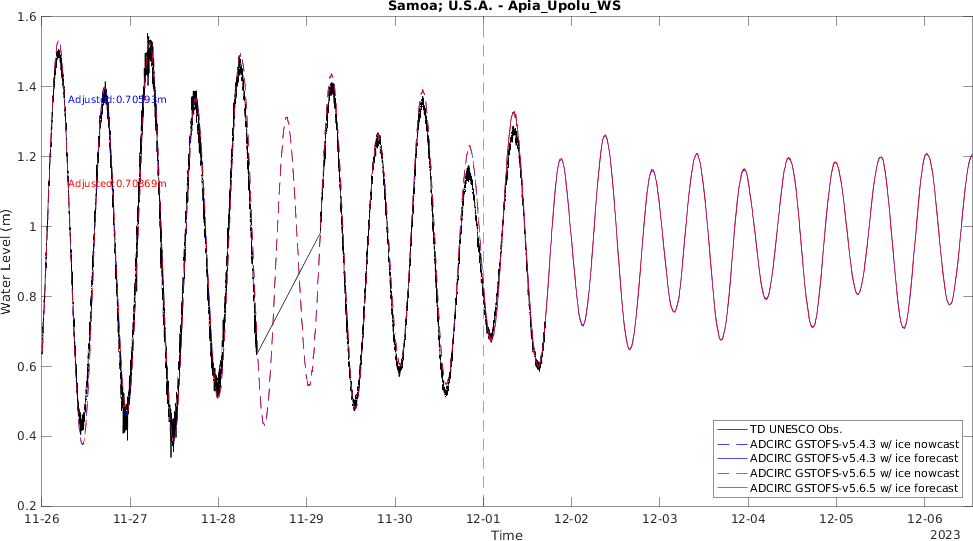 Samoa; U.S.A. - Apia_Upolu_WS
1.6
1.4
1.2
1
0.8
0.6
0.4
0.2
Water Level (m)
Adjusted:0.70593m
Adjusted:0.70369m
TD UNESCO Obs.
ADCIRC GSTOFS-v5.4.3 w/ ice nowcast
ADCIRC GSTOFS-v5.4.3 w/ ice forecast
ADCIRC GSTOFS-v5.6.5 w/ ice nowcast
ADCIRC GSTOFS-v5.6.5 w/ ice forecast
11-26 11-27 11-28 11-29 11-30 12-01 12-02 12-03 12-04 12-05 12-06
Time
2023